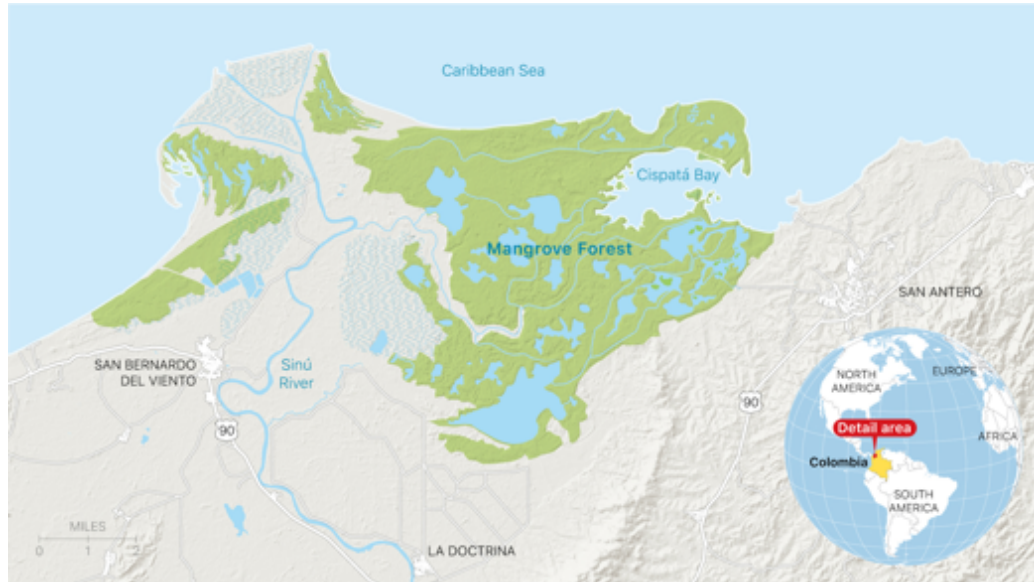 Caribbean Sea
Cispatá Bay
Mangrove Forest
SAN ANTERO
SAN BERNARDO
DEL VIENTO
Sinú
River
90
90
NORTH
AMERICA
EUROPE
AFRICA
Detail area
Colombia
SOUTH
AMERICA
MILES
0 1 2
LA DOCTRINA